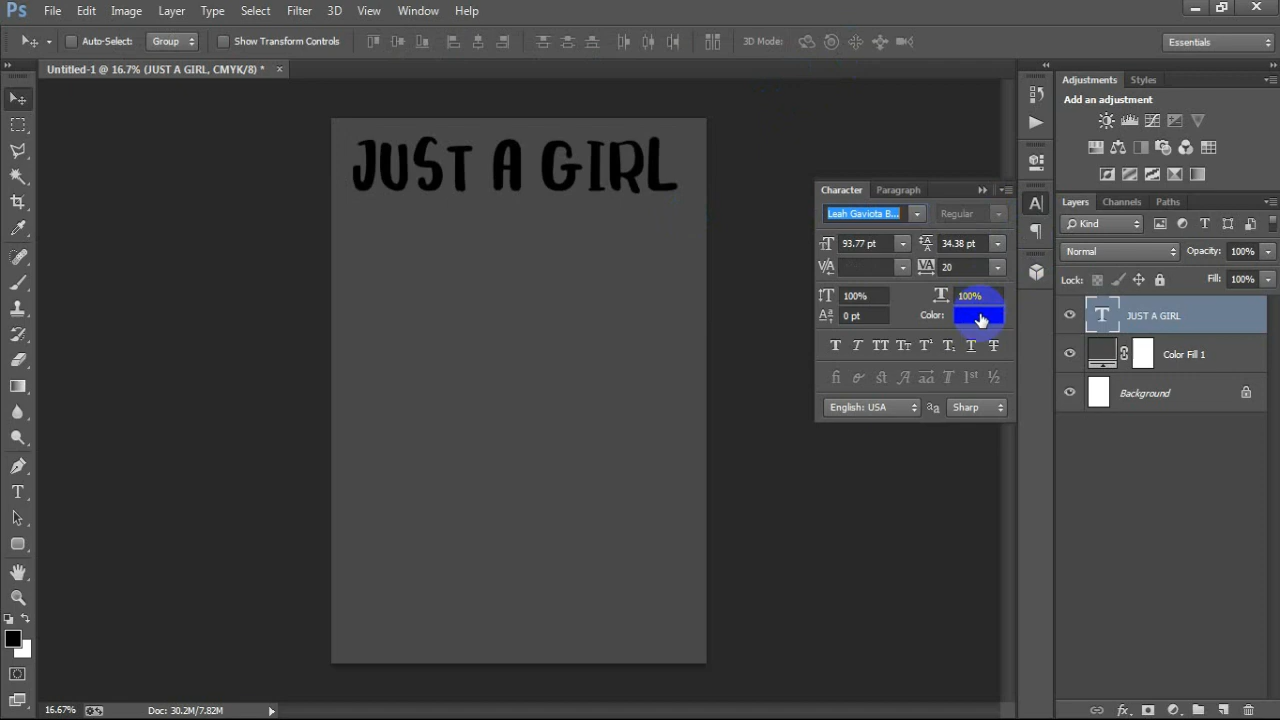 Ps File Edit Image Layer Type Select Filter 3D View Window Help
Auto-Select: Group Show Transform Controls 3D Mode: Essentials
Untitled-1 @ 16.7% (JUST A GIRL, CMYK/8) * ×
JUST A GIRL
Character Paragraph
Leah Gaviota B... Regular
93.77 pt 34.38 pt
20
100% 100%
0 pt Color:
English: USA Sharp
Adjustments Styles
Add an adjustment
Layers Channels Paths
Kind
Normal Opacity: 100%
Lock: Fill: 100%
JUST A GIRL
Color Fill 1
Background
16.67% Doc: 30.2M/7.82M